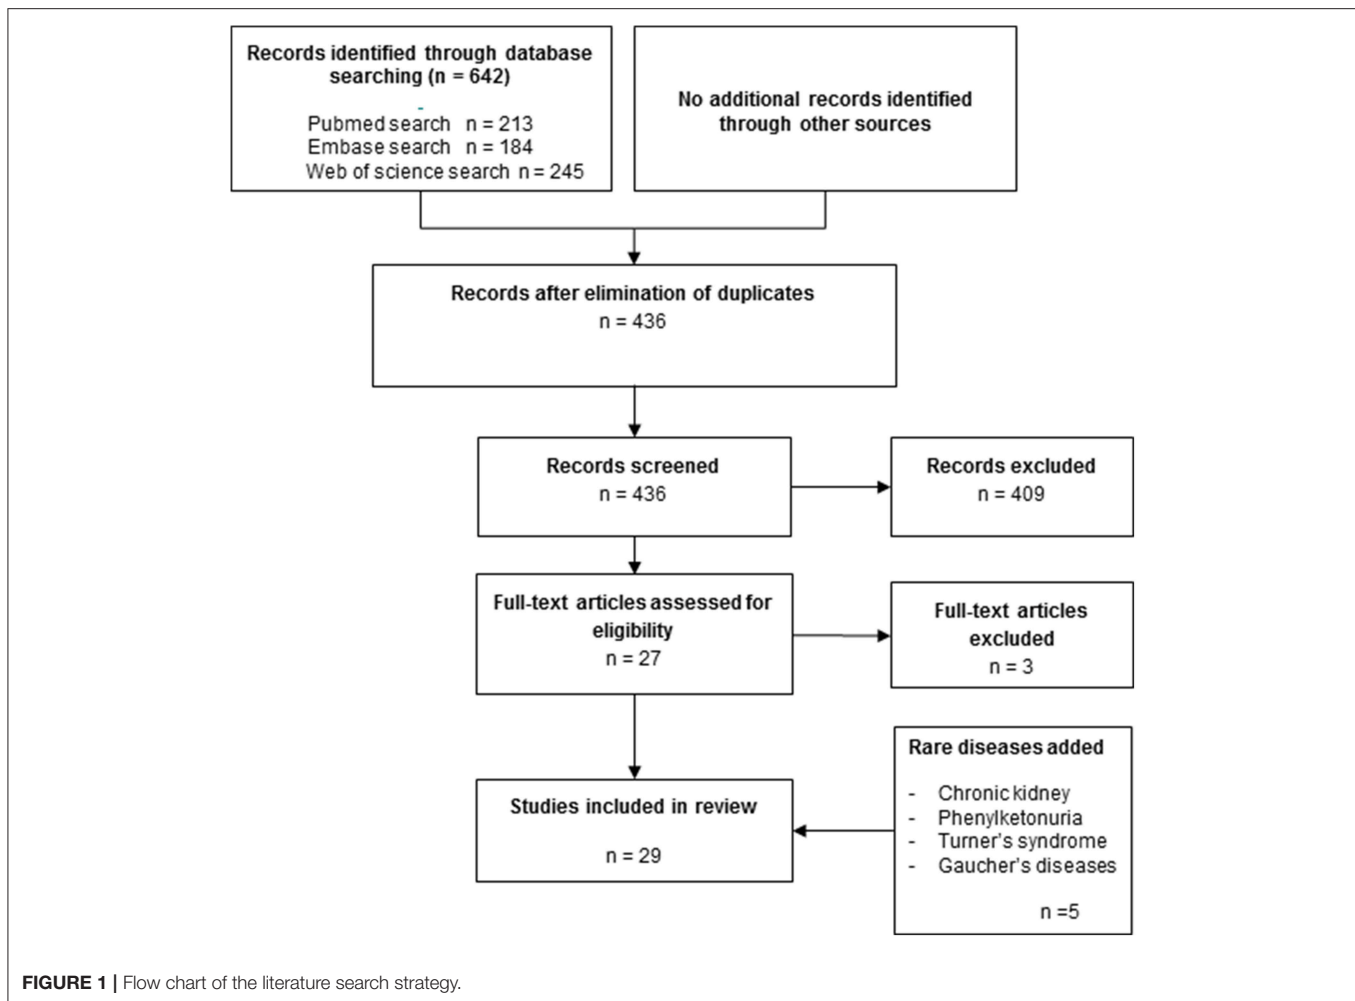 Records identified through database
searching (n = 642)
Pubmed search n = 213
Embase search n = 184
Web of science search n = 245
No additional records identified
through other sources
Records after elimination of duplicates
n = 436
Records screened
n = 436
Records excluded
n = 409
Full-text articles assessed for
eligibility
n = 27
Full-text articles
excluded
n = 3
Rare diseases added
- Chronic kidney
- Phenylketonuria
- Turner's syndrome
- Gaucher's diseases
n =5
Studies included in review
n = 29
FIGURE 1 | Flow chart of the literature search strategy.